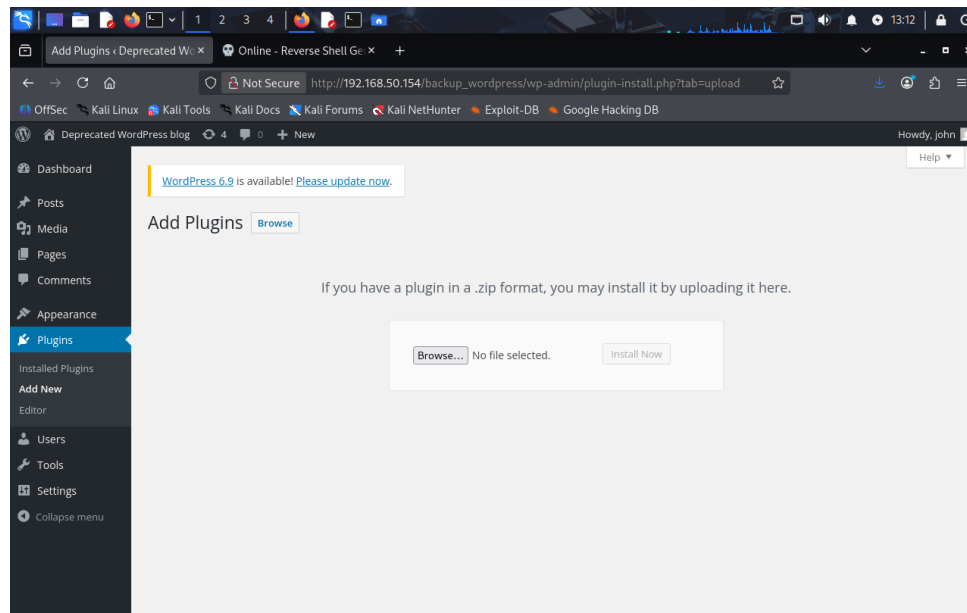 1 2 3 4 13:12
Add Plugins ‹ Deprecated Wo × Online - Reverse Shell Ge × +
Not Secure http://192.168.50.154/backup_wordpress/wp-admin/plugin-install.php?tab=upload
OffSec Kali Linux Kali Tools Kali Docs Kali Forums Kali NetHunter Exploit-DB Google Hacking DB
Deprecated WordPress blog 4 0 + New Howdy, john
Help ▼
Dashboard
WordPress 6.9 is available! Please update now.
Posts
Add Plugins Browse
Media
Pages
Comments
If you have a plugin in a .zip format, you may install it by uploading it here.
Appearance
Plugins
Browse... No file selected. Install Now
Installed Plugins
Add New
Editor
Users
Tools
Settings
Collapse menu